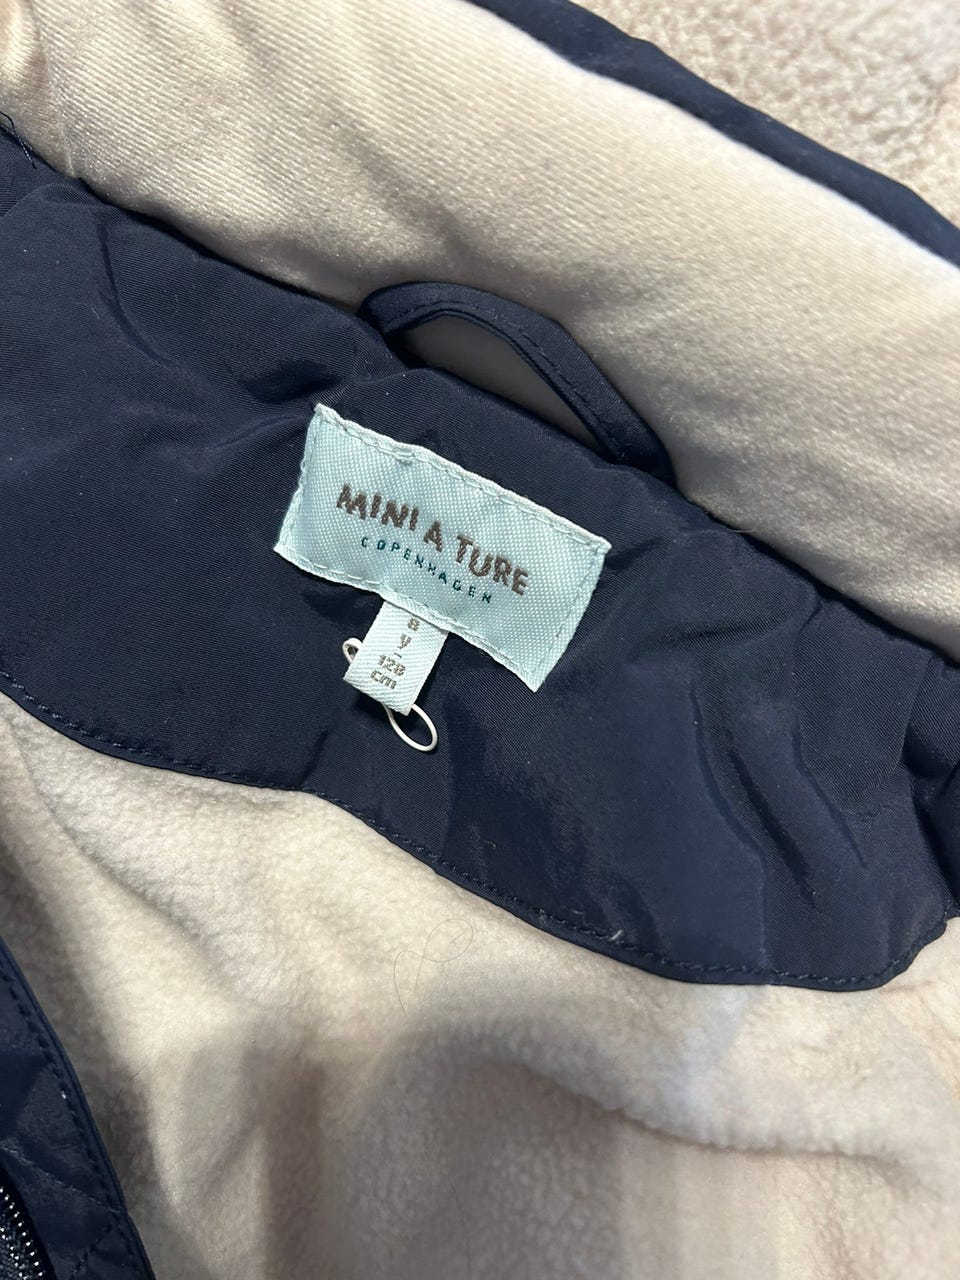 MINI A TURE
COPENHAGEN
8
y
-
128
cm